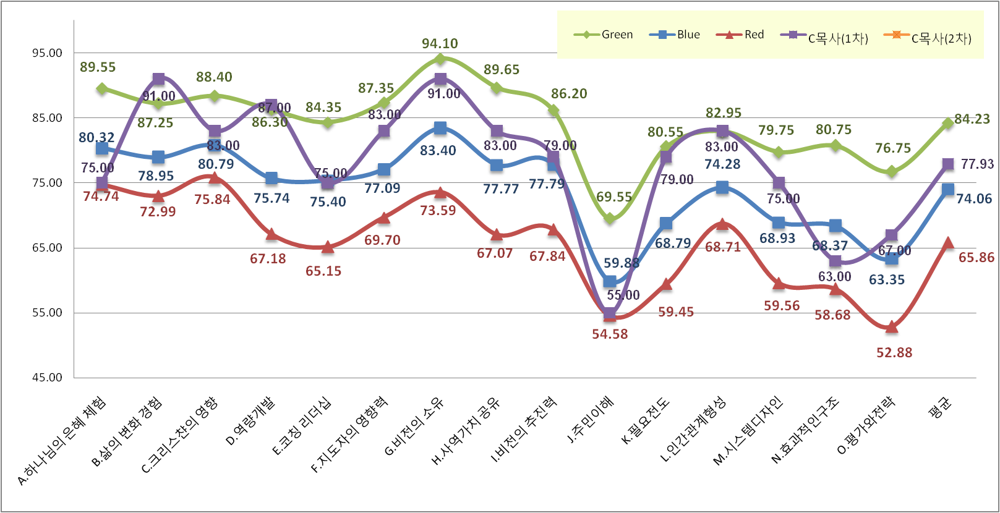 Green Blue Red C목사(1차) C목사(2차)
95.00
85.00
75.00
65.00
55.00
45.00
89.55 87.25 88.40 86.30 84.35 87.35 94.10 89.65 86.20 69.55 80.55 82.95 79.75 80.75 76.75 84.23
80.32 78.95 80.79 75.74 75.40 77.09 83.40 77.77 77.79 59.88 68.79 74.28 68.93 68.37 63.35 74.06
74.74 72.99 75.84 67.18 65.15 69.70 73.59 67.07 67.84 54.58 59.45 68.71 59.56 58.68 52.88 65.86
75.00 91.00 83.00 87.00 75.00 83.00 91.00 83.00 79.00 55.00 79.00 83.00 75.00 63.00 67.00 77.93
A.하나님의 은혜 체험
B.삶의 변화 경험
C.크리스찬의 영향
D.역량개발
E.코칭 리더십
F.지도자의 영향력
G.비전의 소유
H.사역가치 공유
I.비전의 추진력
J.주민이해
K.필요전도
L.인간관계형성
M.시스템디자인
N.효과적인구조
O.평가와전략
평균